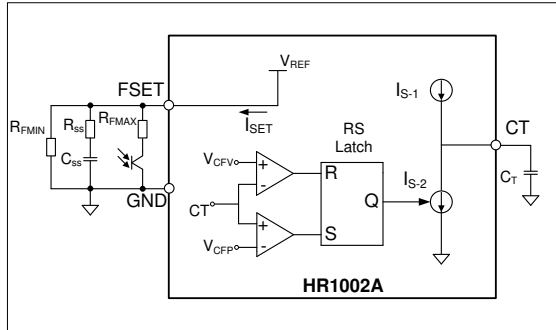 V_REF
FSET
I_S-1
R_FMIN
R_ss
R_FMAX
I_SET
RS
Latch
CT
V_CFV
+
-
R
I_S-2
C_T
C_ss
GND
CT
Q
+
-
S
V_CFP
HR1002A